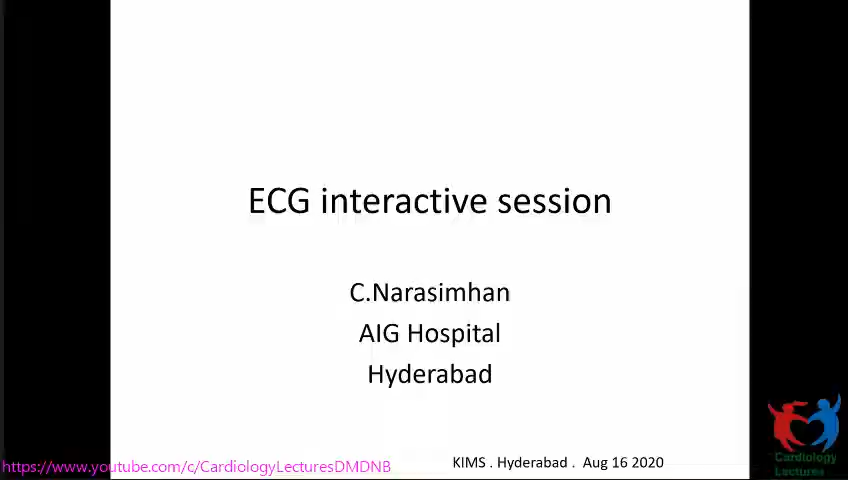 ECG interactive session
C.Narasimhan
AIG Hospital
Hyderabad
KIMS . Hyderabad . Aug 16 2020
https://www.youtube.com/c/CardiologyLecturesDMDNB
Cardiology
Lectures